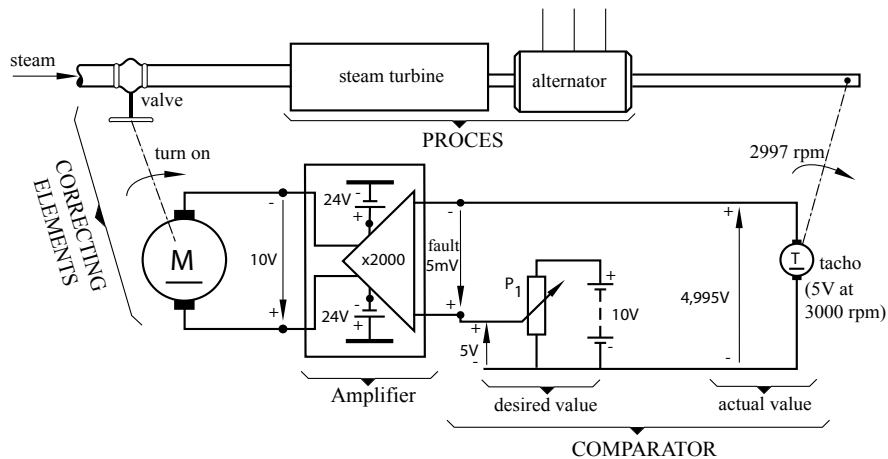 steam
valve
steam turbine
alternator
PROCES
turn on
2997 rpm
CORRECTING
ELEMENTS
M
10V
-
+
24V
-
+
x2000
24V
-
+
Amplifier
-
fault
5mV
+
+
5V
-
P1
+
10V
-
desired value
+
4,995V
-
actual value
T
tacho
(5V at
3000 rpm)
COMPARATOR